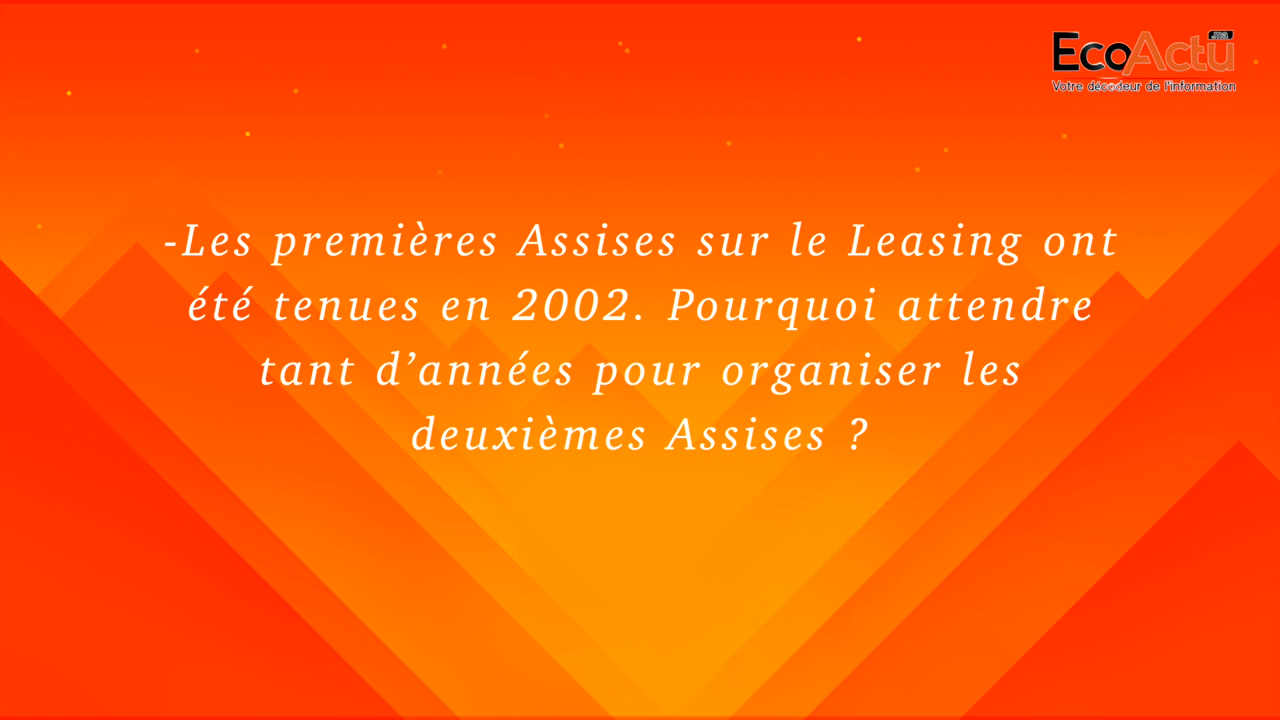 EcoActu
.ma
Votre décodeur de l'information
-Les premières Assises sur le Leasing ont
été tenues en 2002. Pourquoi attendre
tant d’années pour organiser les
deuxièmes Assises ?